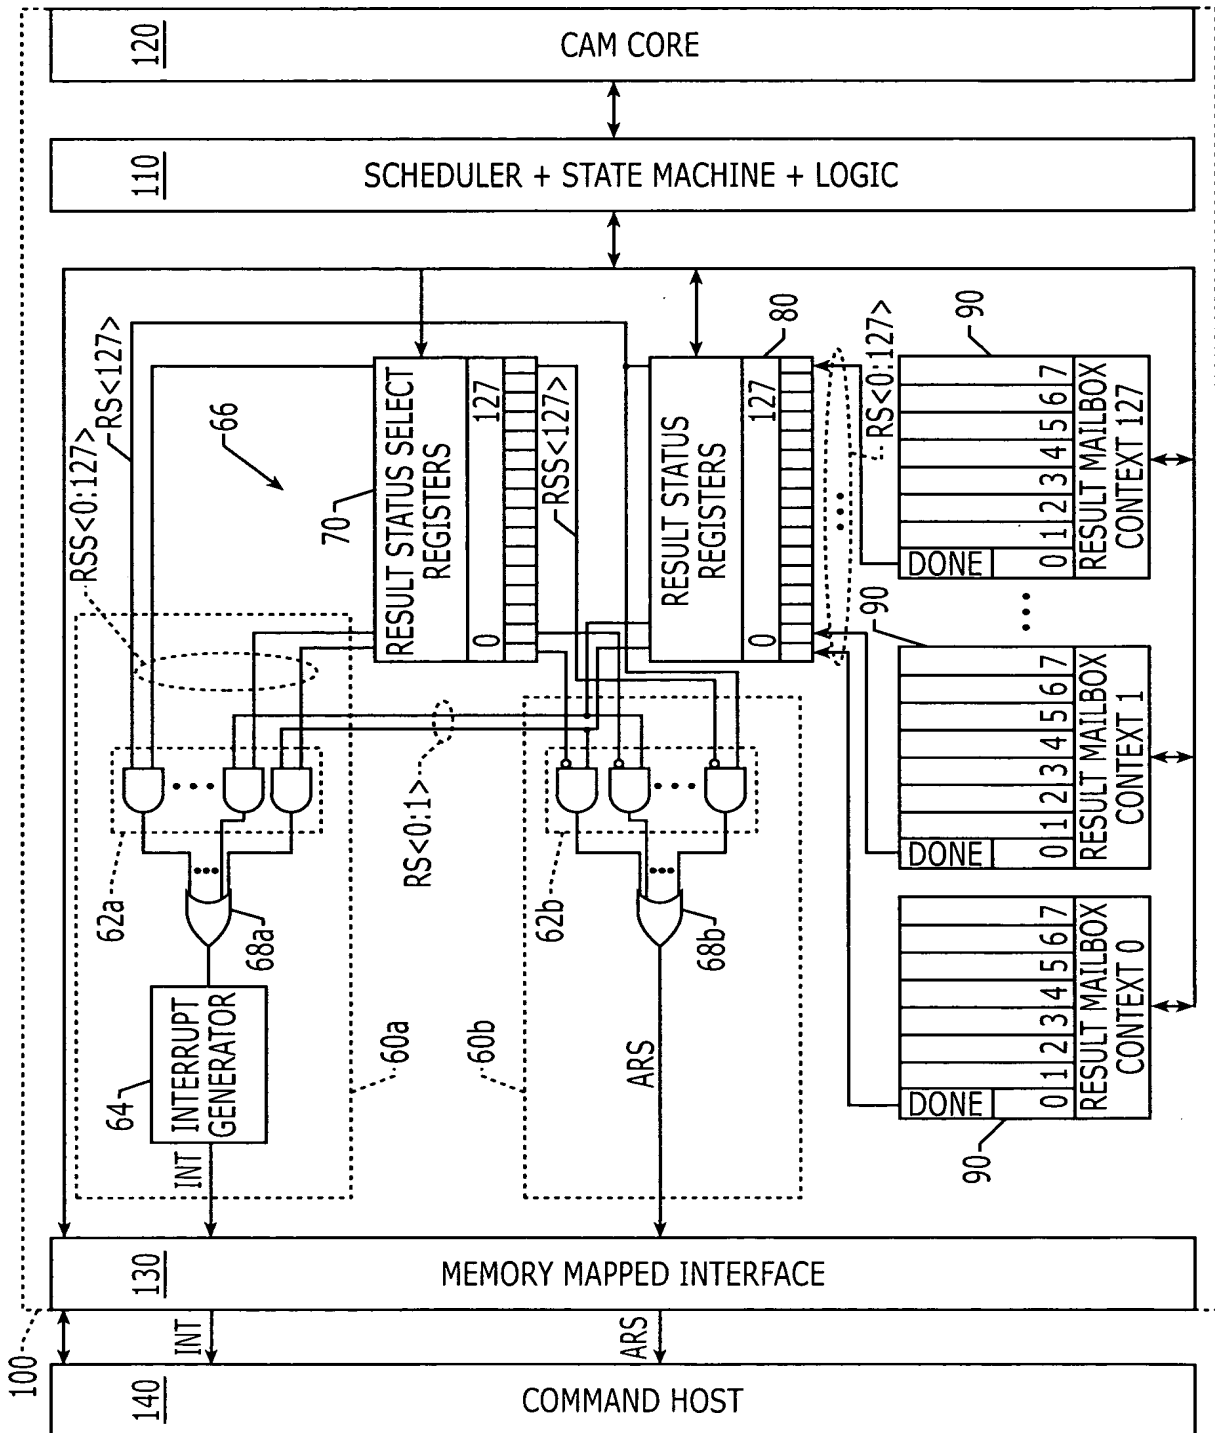 120
CAM CORE
110
SCHEDULER + STATE MACHINE + LOGIC
RSS<0:127>
RS<127>
66
70
RESULT STATUS SELECT
REGISTERS
0
127
RSS<127>
RESULT STATUS
REGISTERS
0
127
80
RS<0:127>
RS<0:1>
62a
68a
64
INTERRUPT
GENERATOR
INT
60a
60b
62b
68b
ARS
90
DONE
0 1 2 3 4 5 6 7
RESULT MAILBOX
CONTEXT 127
90
DONE
0 1 2 3 4 5 6 7
RESULT MAILBOX
CONTEXT 1
90
DONE
0 1 2 3 4 5 6 7
RESULT MAILBOX
CONTEXT 0
130
MEMORY MAPPED INTERFACE
100
INT
ARS
140
COMMAND HOST